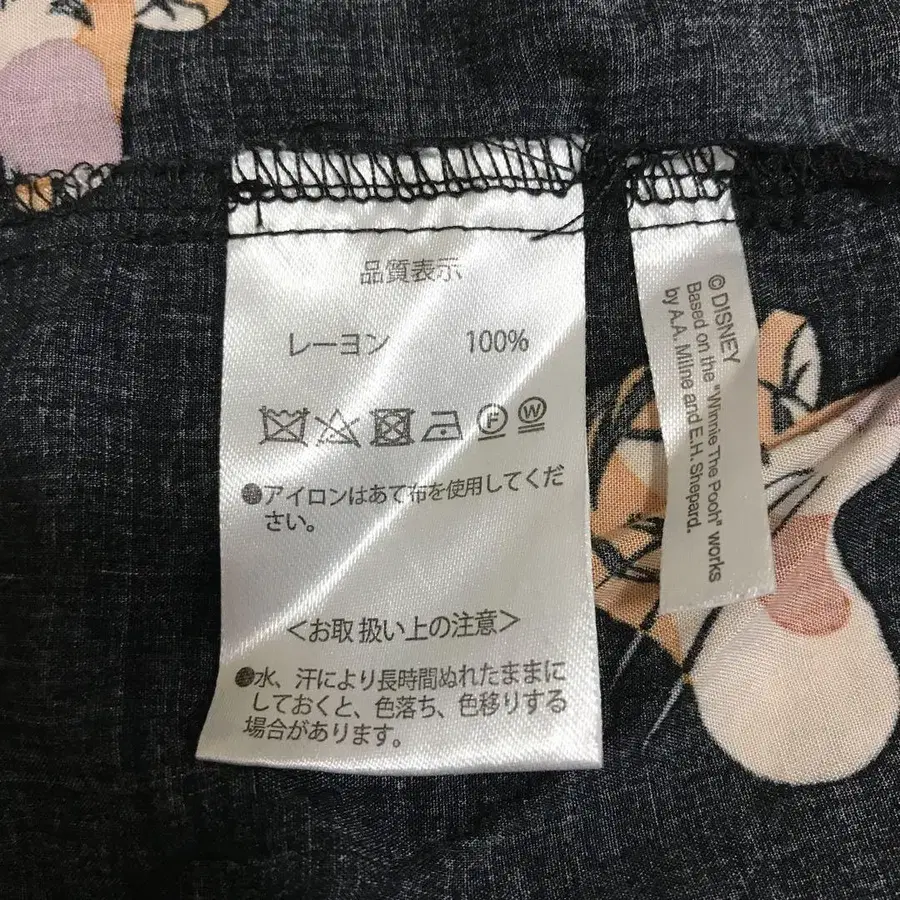 品質表示
レーヨン 100%
F W
●アイロンはあて布を使用してくだ
さい。
<お取扱い上の注意>
●水、汗により長時間ぬれたままに
しておくと、色落ち、色移りする
場合があります。
© DISNEY
Based on the "Winnie The Pooh" works
by A.A. Milne and E.H. Shepard.